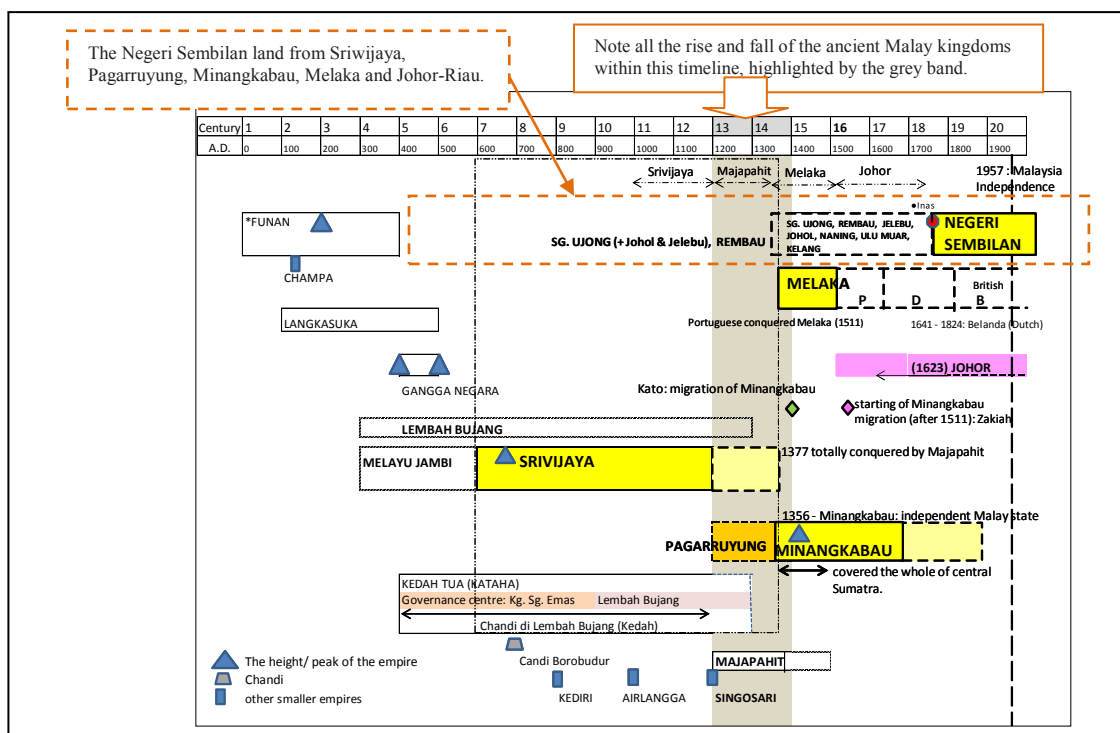 The Negeri Sembilan land from Sriwijaya,
Pagarruyung, Minangkabau, Melaka and Johor-Riau.
Note all the rise and fall of the ancient Malay kingdoms
within this timeline, highlighted by the grey band.
Century 1 2 3 4 5 6 7 8 9 10 11 12 13 14 15 16 17 18 19 20
A.D. 0 100 200 300 400 500 600 700 800 900 1000 1100 1200 1300 1400 1500 1600 1700 1800 1900
Srivijaya Majapahit Melaka Johor
1957 : Malaysia
Independence
*FUNAN
CHAMPA
SG. UJONG (+Johol & Jelebu), REMBAU
SG. UJONG, REMBAU, JELEBU,
JOHOL, NANING, ULU MUAR,
KELANG
•Inas
NEGERI
SEMBILAN
MELAKA
P D B
British
Portuguese conquered Melaka (1511)
1641 - 1824: Belanda (Dutch)
LANGKASUKA
GANGGA NEGARA
(1623) JOHOR
Kato: migration of Minangkabau
starting of Minangkabau
migration (after 1511): Zakiah
LEMBAH BUJANG
MELAYU JAMBI
SRIVIJAYA
1377 totally conquered by Majapahit
1356 - Minangkabau: independent Malay state
PAGARRUYUNG
MINANGKABAU
covered the whole of central
Sumatra.
KEDAH TUA (KATAHA)
Governance centre: Kg. Sg. Emas
Lembah Bujang
Chandi di Lembah Bujang (Kedah)
Candi Borobudur
MAJAPAHIT
KEDIRI
AIRLANGGA
SINGOSARI
The height/ peak of the empire
Chandi
other smaller empires